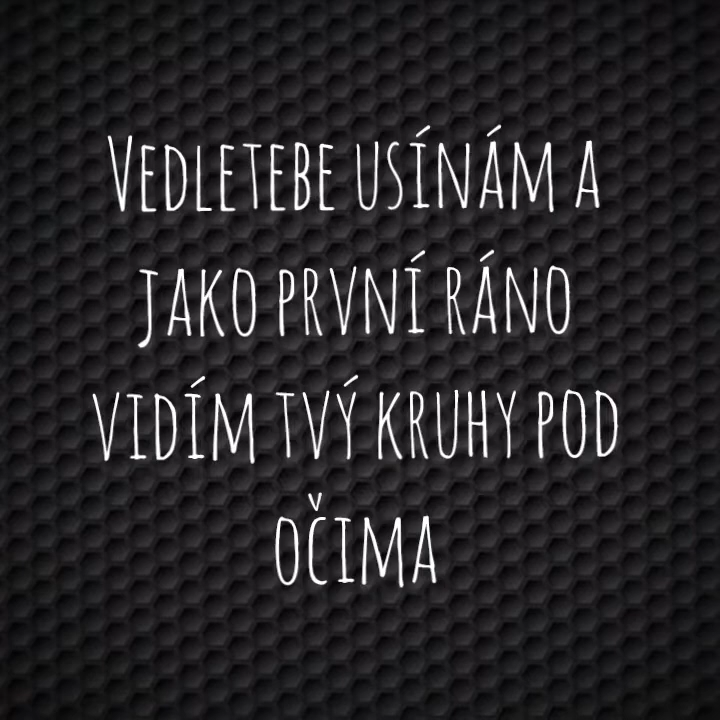 Vedletebe usínám a
jako první ráno
vidím tvý kruhy pod
očima